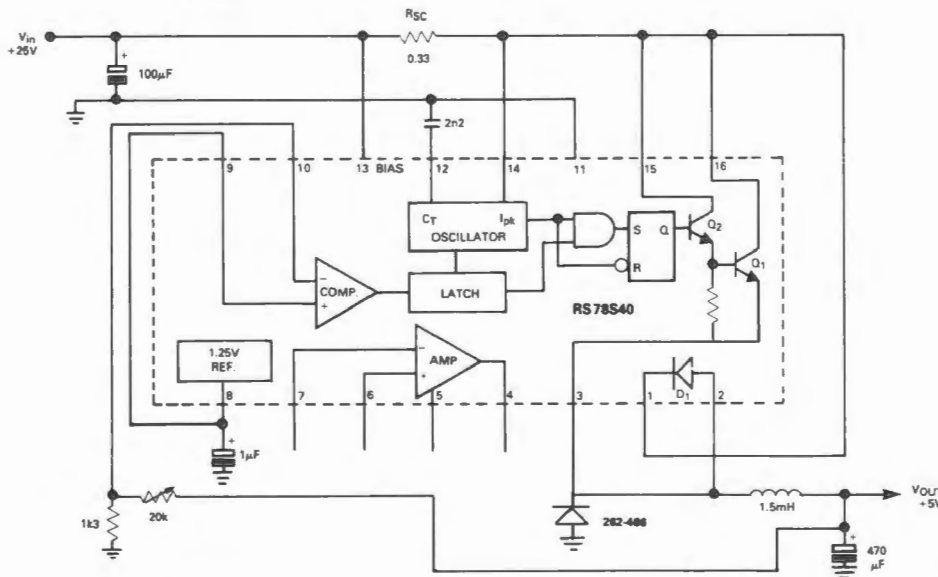 RSC
Vin
+25V
0.33
100µF
2n2
9
10
13
BIAS
12
14
11
15
16
CT
Ipk
OSCILLATOR
S
Q
Q2
R
Q1
COMP.
−
+
LATCH
RS78S40
1.25V
REF.
AMP
−
+
D1
8
7
6
5
4
3
1
2
+
1µF
1k3
20k
262-466
1.5mH
VOUT
+5V
+
470
µF